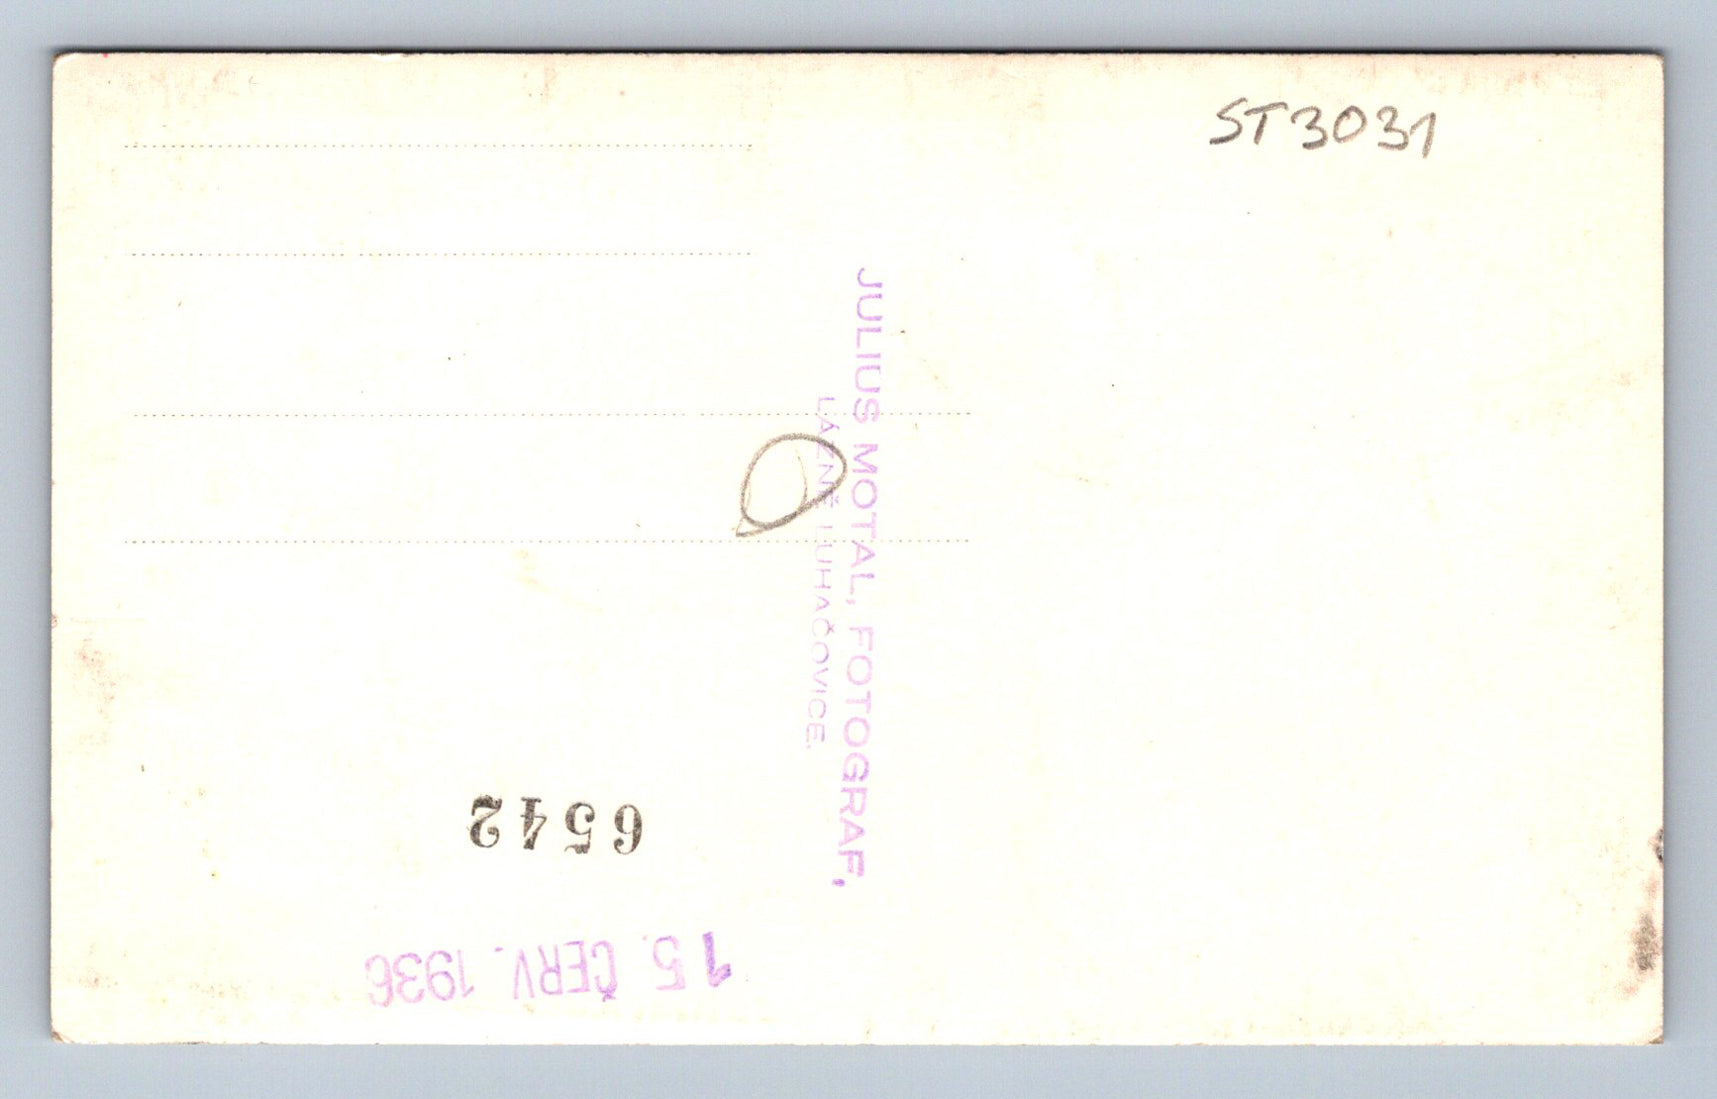 ST3031
JULIUS MOTAL, FOTOGRAF,
LÁZNĚ LUHAČOVICE.
6542
15. ČERV. 1936